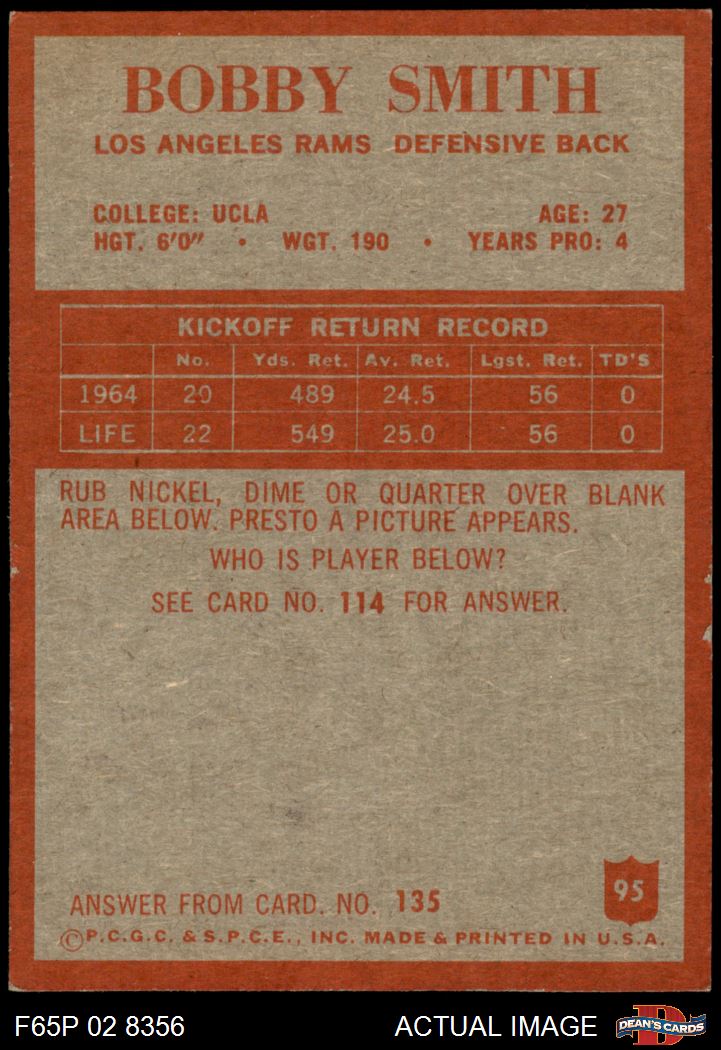 BOBBY SMITH
LOS ANGELES RAMS DEFENSIVE BACK
COLLEGE: UCLA AGE: 27
HGT. 6'0" • WGT. 190 • YEARS PRO: 4
KICKOFF RETURN RECORD
No. Yds. Ret. Av. Ret. Lgst. Ret. TD'S
1964 20 489 24.5 56 0
LIFE 22 549 25.0 56 0
RUB NICKEL, DIME OR QUARTER OVER BLANK
AREA BELOW. PRESTO A PICTURE APPEARS.
WHO IS PLAYER BELOW?
SEE CARD NO. 114 FOR ANSWER.
95
ANSWER FROM CARD. NO. 135
©P.C.G.C. & S.P.C.E., INC. MADE & PRINTED IN U.S.A.
F65P 02 8356 ACTUAL IMAGE D DEAN'S CARDS